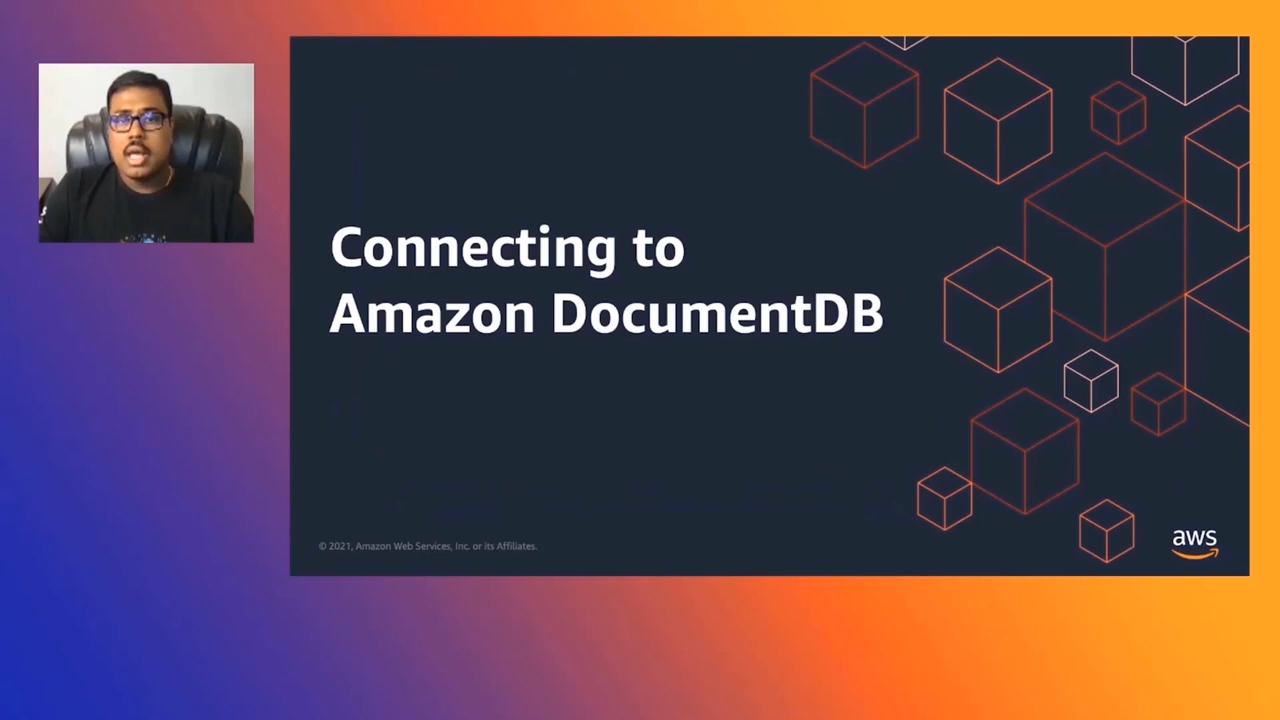 Connecting to
Amazon DocumentDB
© 2021, Amazon Web Services, Inc. or its Affiliates.
aws